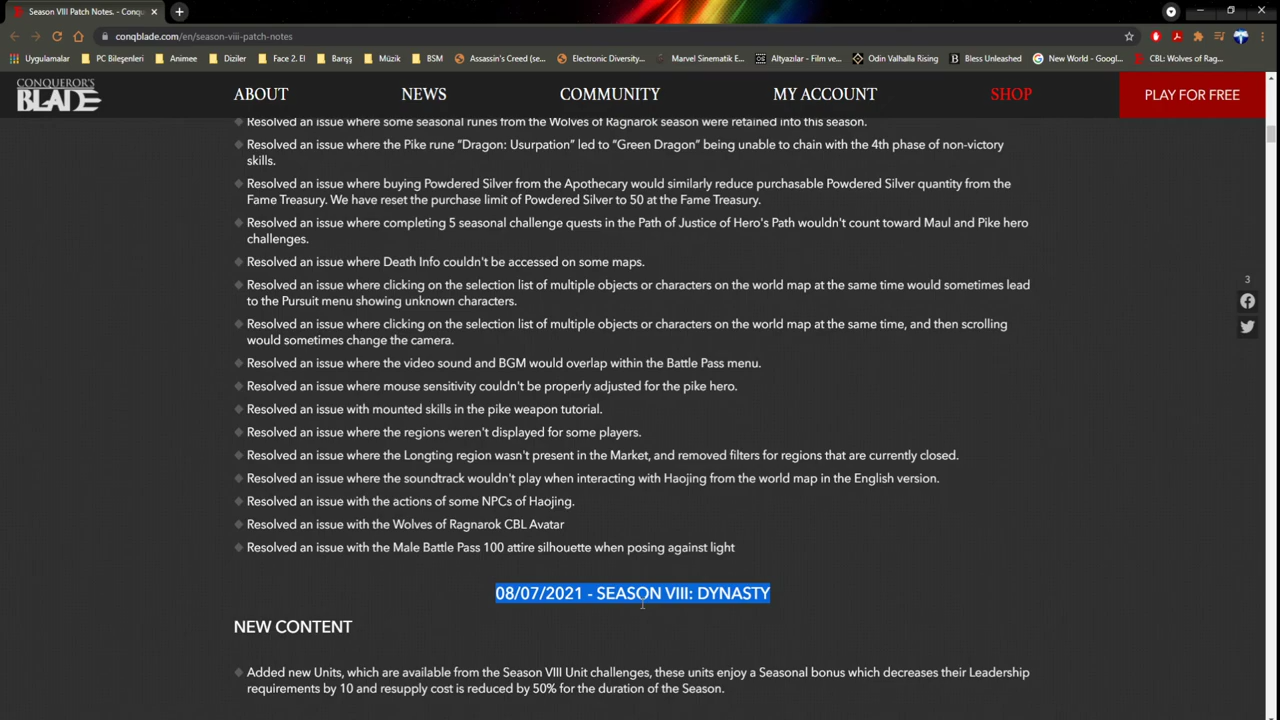 Season VIII Patch Notes. - Conqu
conqblade.com/en/season-viii-patch-notes
Uygulamalar PC Bileşenleri Animee Diziler Face 2. El Barışş Müzik BSM Assassin's Creed (se... Electronic Diversity... Marvel Sinematik E... Altyazılar - Film ve... Odin Valhalla Rising Bless Unleashed New World - Googl... CBL: Wolves of Rag...
CONQUEROR'S
BLADE
ABOUT NEWS COMMUNITY MY ACCOUNT SHOP PLAY FOR FREE
Resolved an issue where some seasonal runes from the Wolves of Ragnarok season were retained into this season.
Resolved an issue where the Pike rune “Dragon: Usurpation” led to “Green Dragon” being unable to chain with the 4th phase of non-victory
skills.
Resolved an issue where buying Powdered Silver from the Apothecary would similarly reduce purchasable Powdered Silver quantity from the
Fame Treasury. We have reset the purchase limit of Powdered Silver to 50 at the Fame Treasury.
Resolved an issue where completing 5 seasonal challenge quests in the Path of Justice of Hero's Path wouldn't count toward Maul and Pike hero
challenges.
Resolved an issue where Death Info couldn't be accessed on some maps.
Resolved an issue where clicking on the selection list of multiple objects or characters on the world map at the same time would sometimes lead
to the Pursuit menu showing unknown characters.
Resolved an issue where clicking on the selection list of multiple objects or characters on the world map at the same time, and then scrolling
would sometimes change the camera.
Resolved an issue where the video sound and BGM would overlap within the Battle Pass menu.
Resolved an issue where mouse sensitivity couldn't be properly adjusted for the pike hero.
Resolved an issue with mounted skills in the pike weapon tutorial.
Resolved an issue where the regions weren't displayed for some players.
Resolved an issue where the Longting region wasn't present in the Market, and removed filters for regions that are currently closed.
Resolved an issue where the soundtrack wouldn't play when interacting with Haojing from the world map in the English version.
Resolved an issue with the actions of some NPCs of Haojing.
Resolved an issue with the Wolves of Ragnarok CBL Avatar
Resolved an issue with the Male Battle Pass 100 attire silhouette when posing against light
3
08/07/2021 - SEASON VIII: DYNASTY
NEW CONTENT
Added new Units, which are available from the Season VIII Unit challenges, these units enjoy a Seasonal bonus which decreases their Leadership
requirements by 10 and resupply cost is reduced by 50% for the duration of the Season.